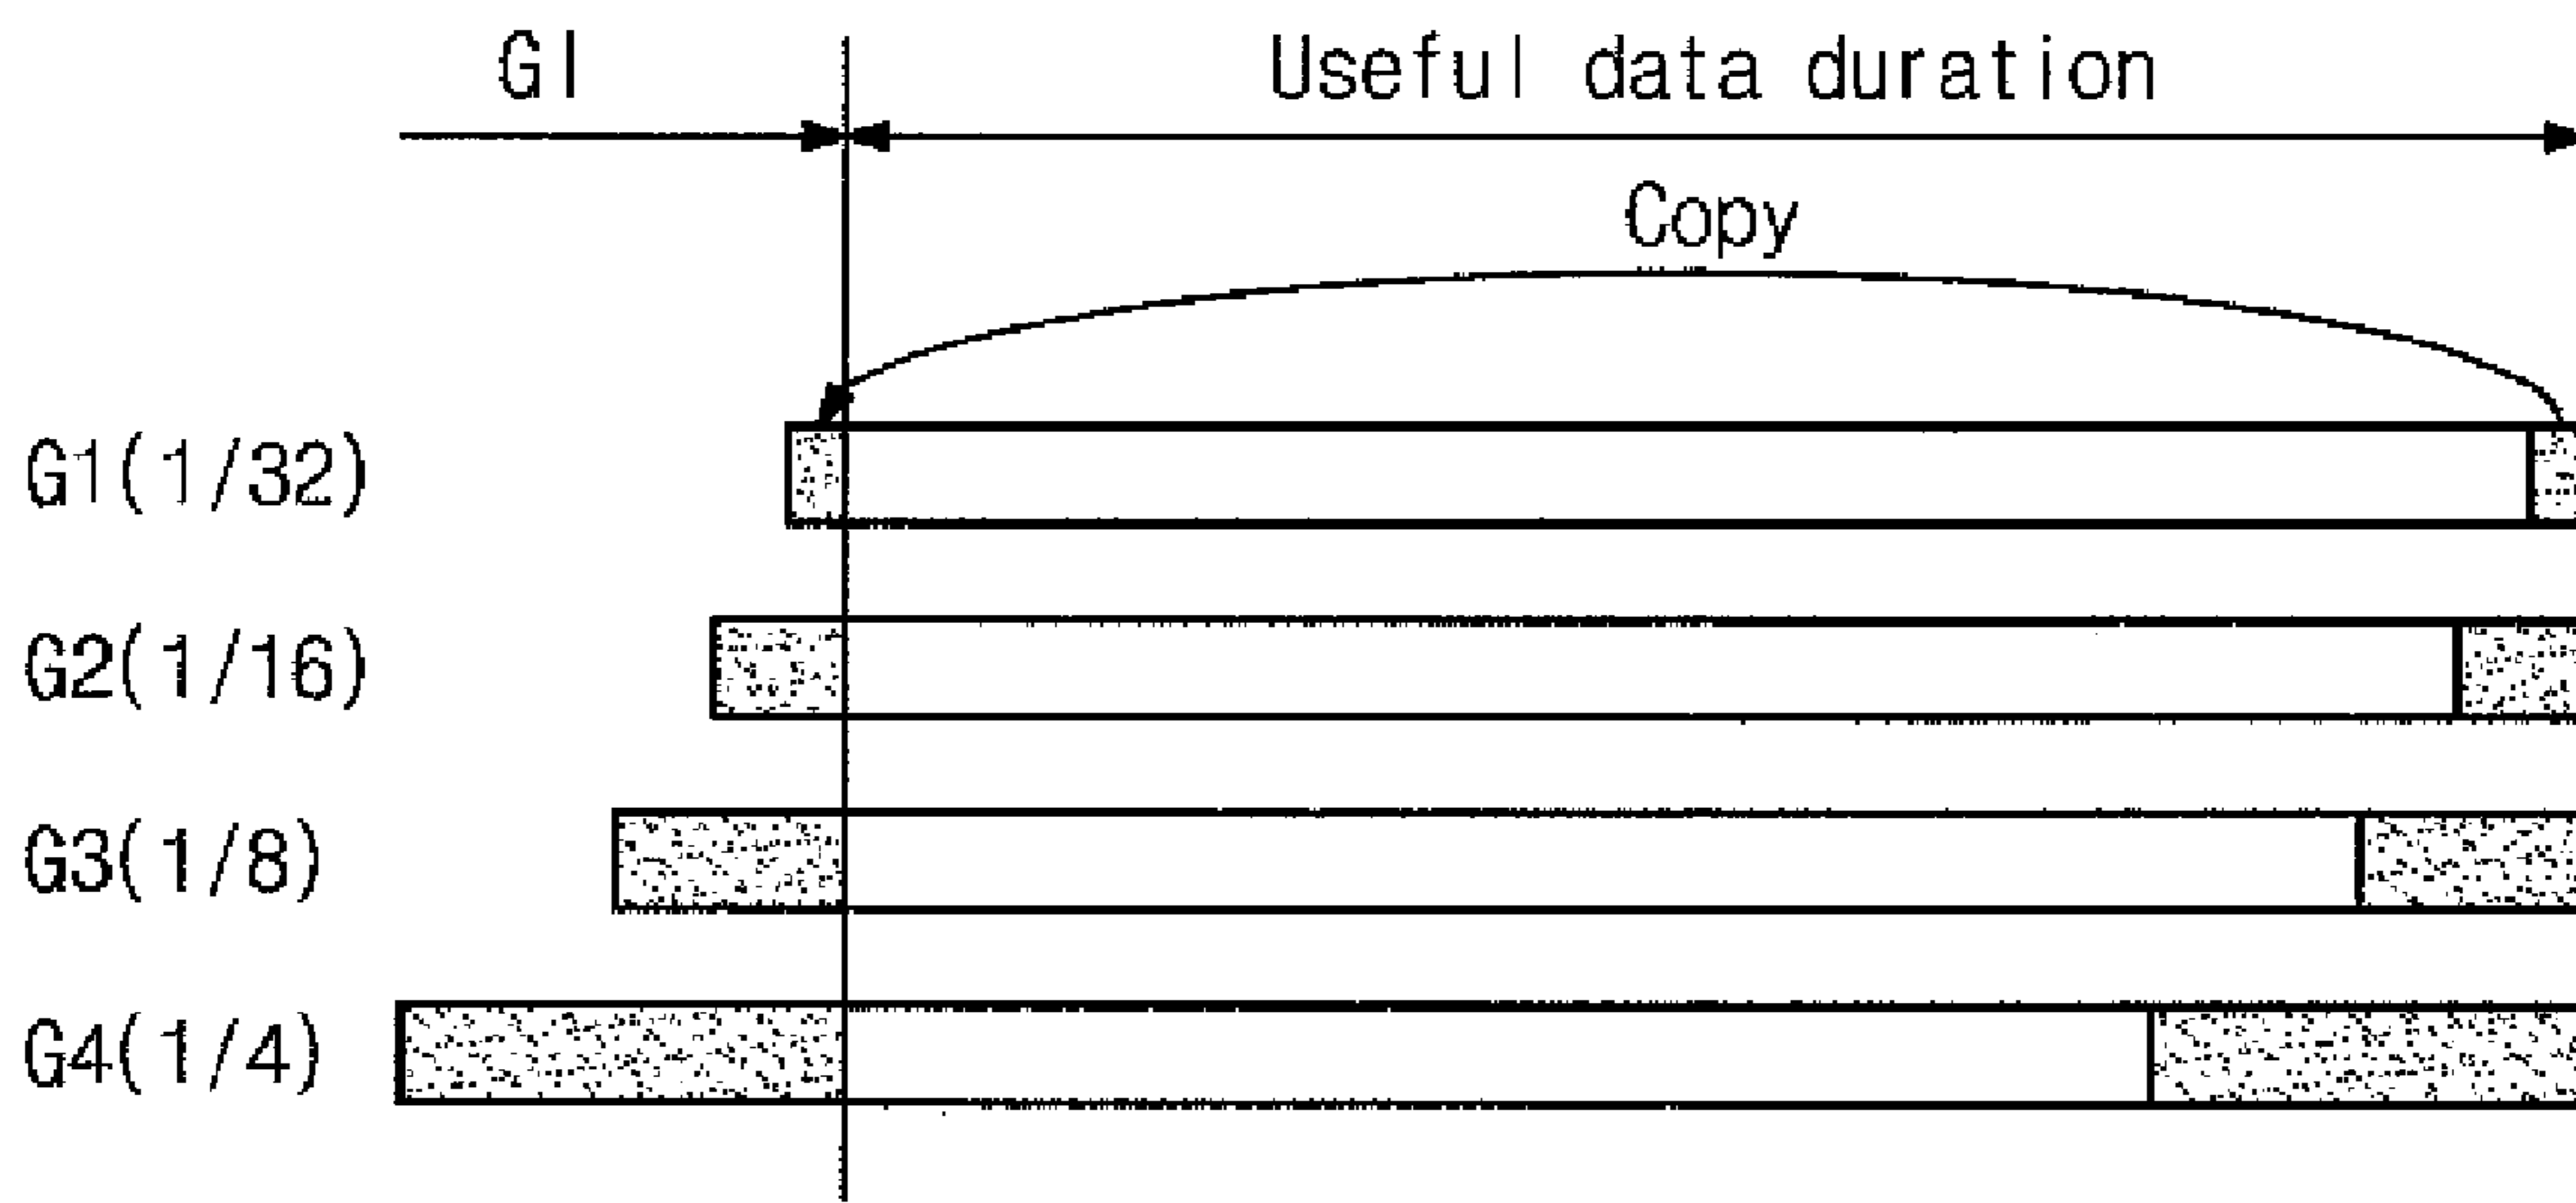 GI
Useful data duration
Copy
G1(1/32)
G2(1/16)
G3(1/8)
G4(1/4)